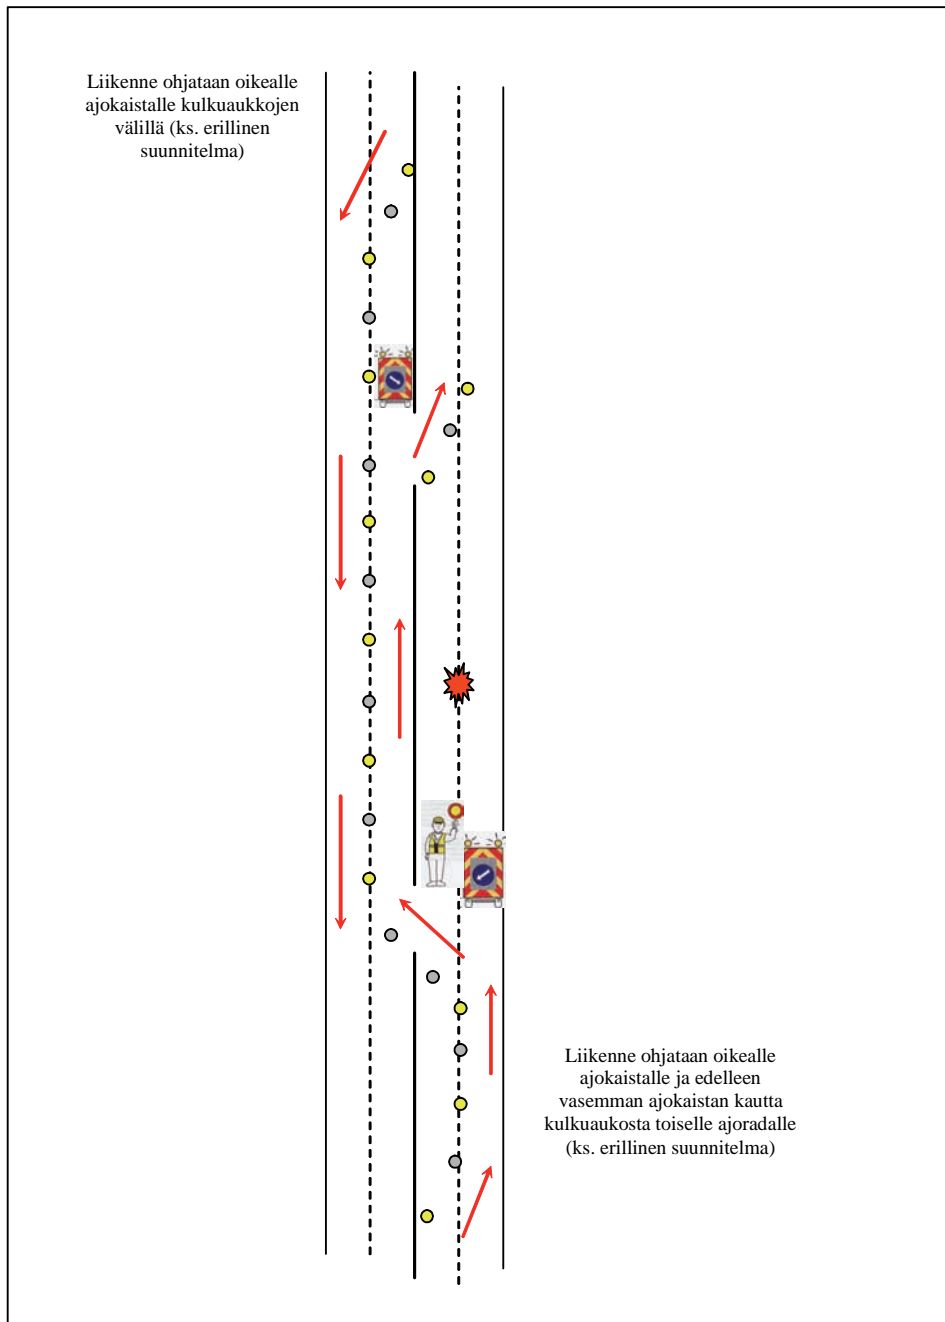 Liikenne ohjataan oikealle
ajokaistalle kulkuaukkojen
välillä (ks. erillinen
suunnitelma)
Liikenne ohjataan oikealle
ajokaistalle ja edelleen
vasemman ajokaistan kautta
kulkuaukosta toiselle ajoradalle
(ks. erillinen suunnitelma)